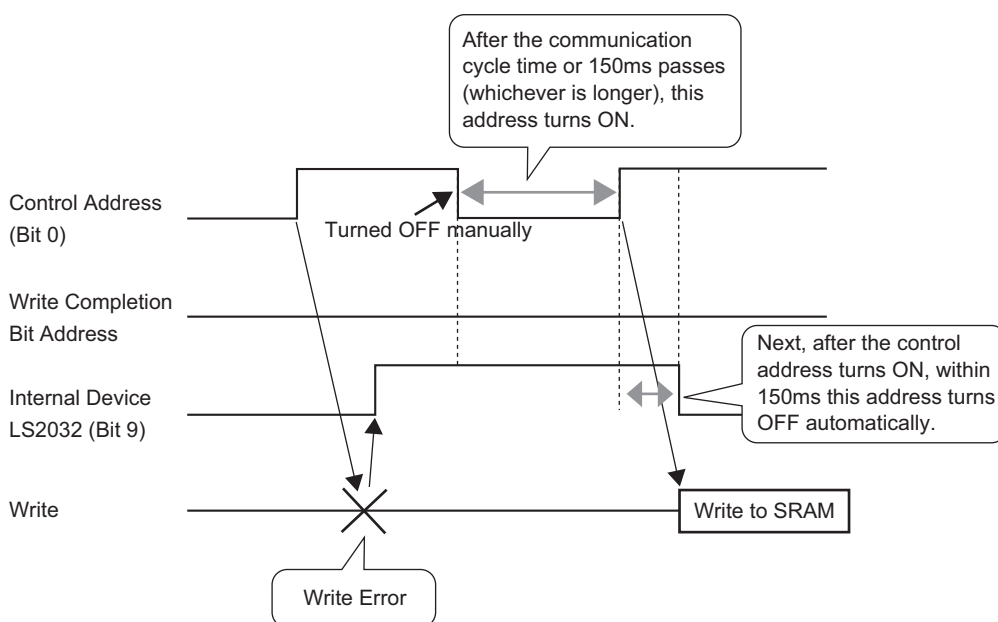 After the communication
cycle time or 150ms passes
(whichever is longer), this
address turns ON.
Control Address
(Bit 0)
Turned OFF manually
Write Completion
Bit Address
Next, after the control
address turns ON, within
150ms this address turns
OFF automatically.
Internal Device
LS2032 (Bit 9)
Write
Write to SRAM
Write Error